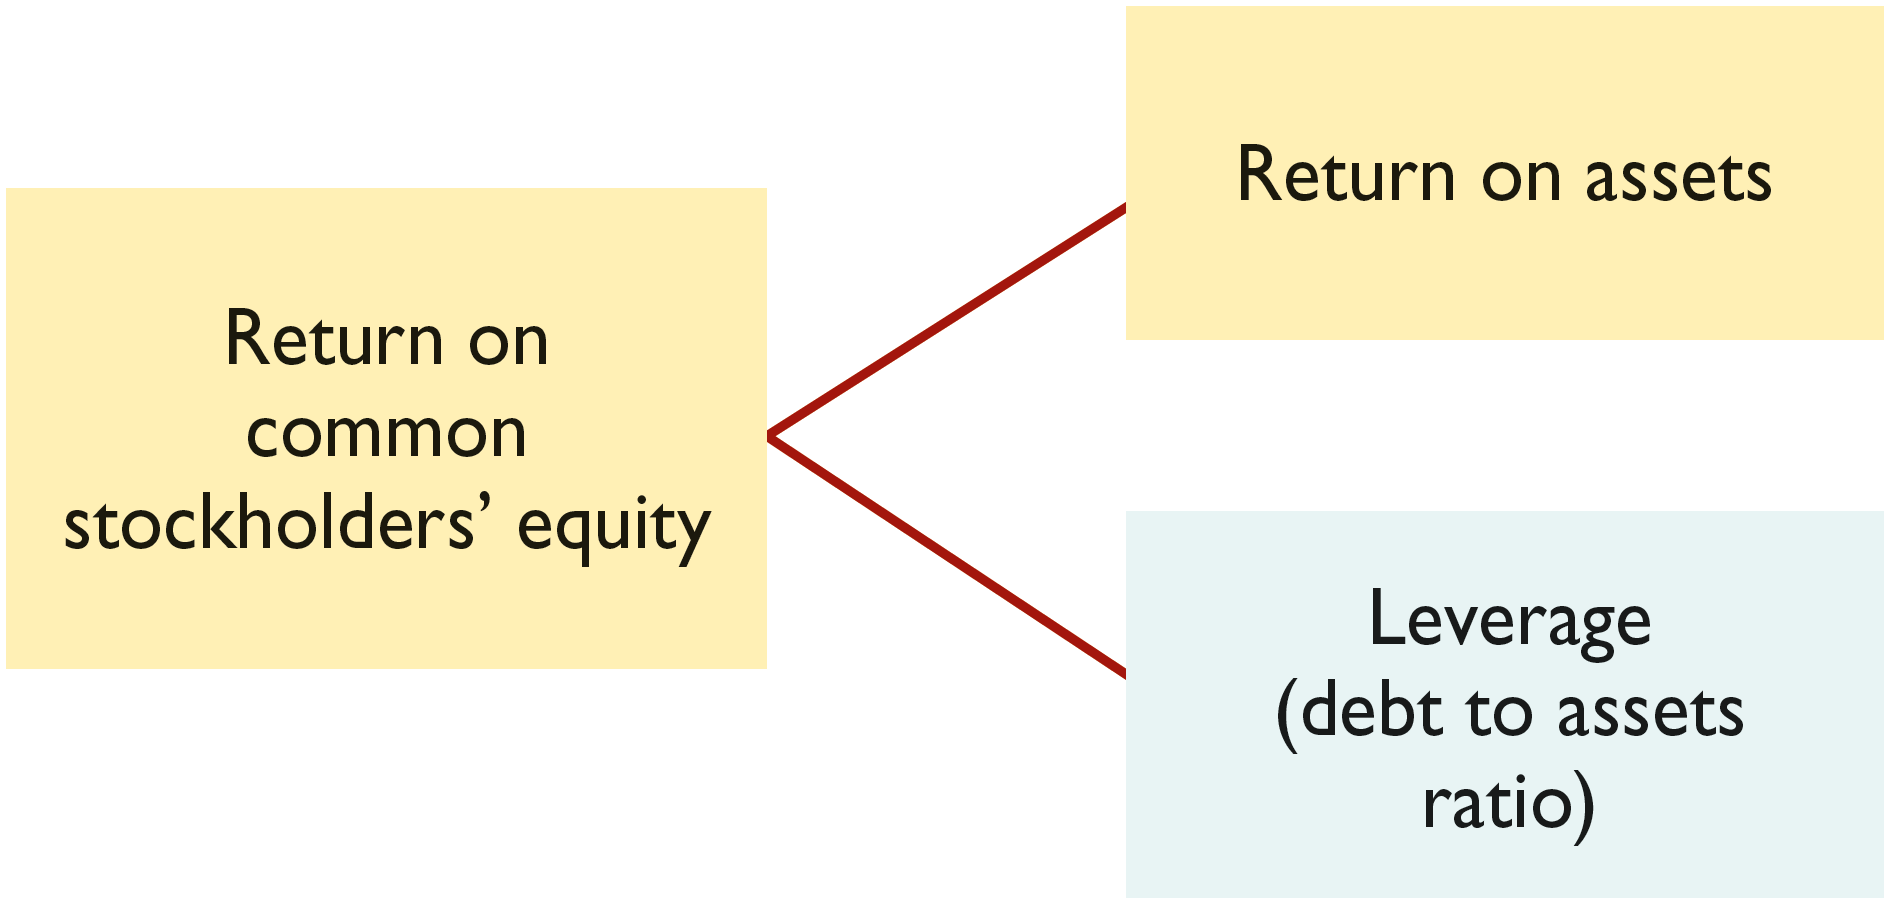 Return on
common
stockholders’ equity
Return on assets
Leverage
(debt to assets
ratio)